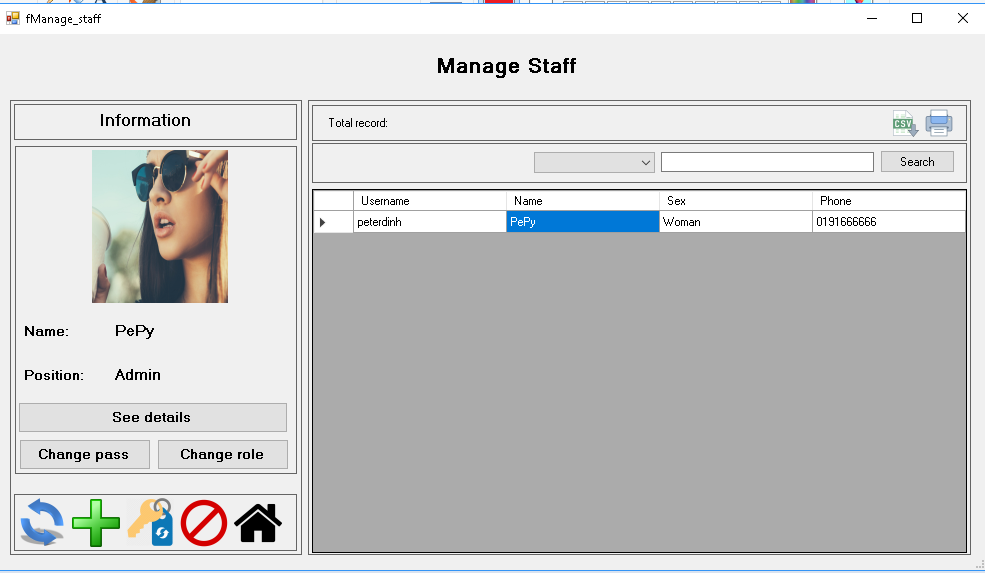 fManage_staff
Manage Staff
Information
Name: PePy
Position: Admin
See details
Change pass Change role
Total record:
CSV
Search
Username Name Sex Phone
peterdinh PePy Woman 0191666666